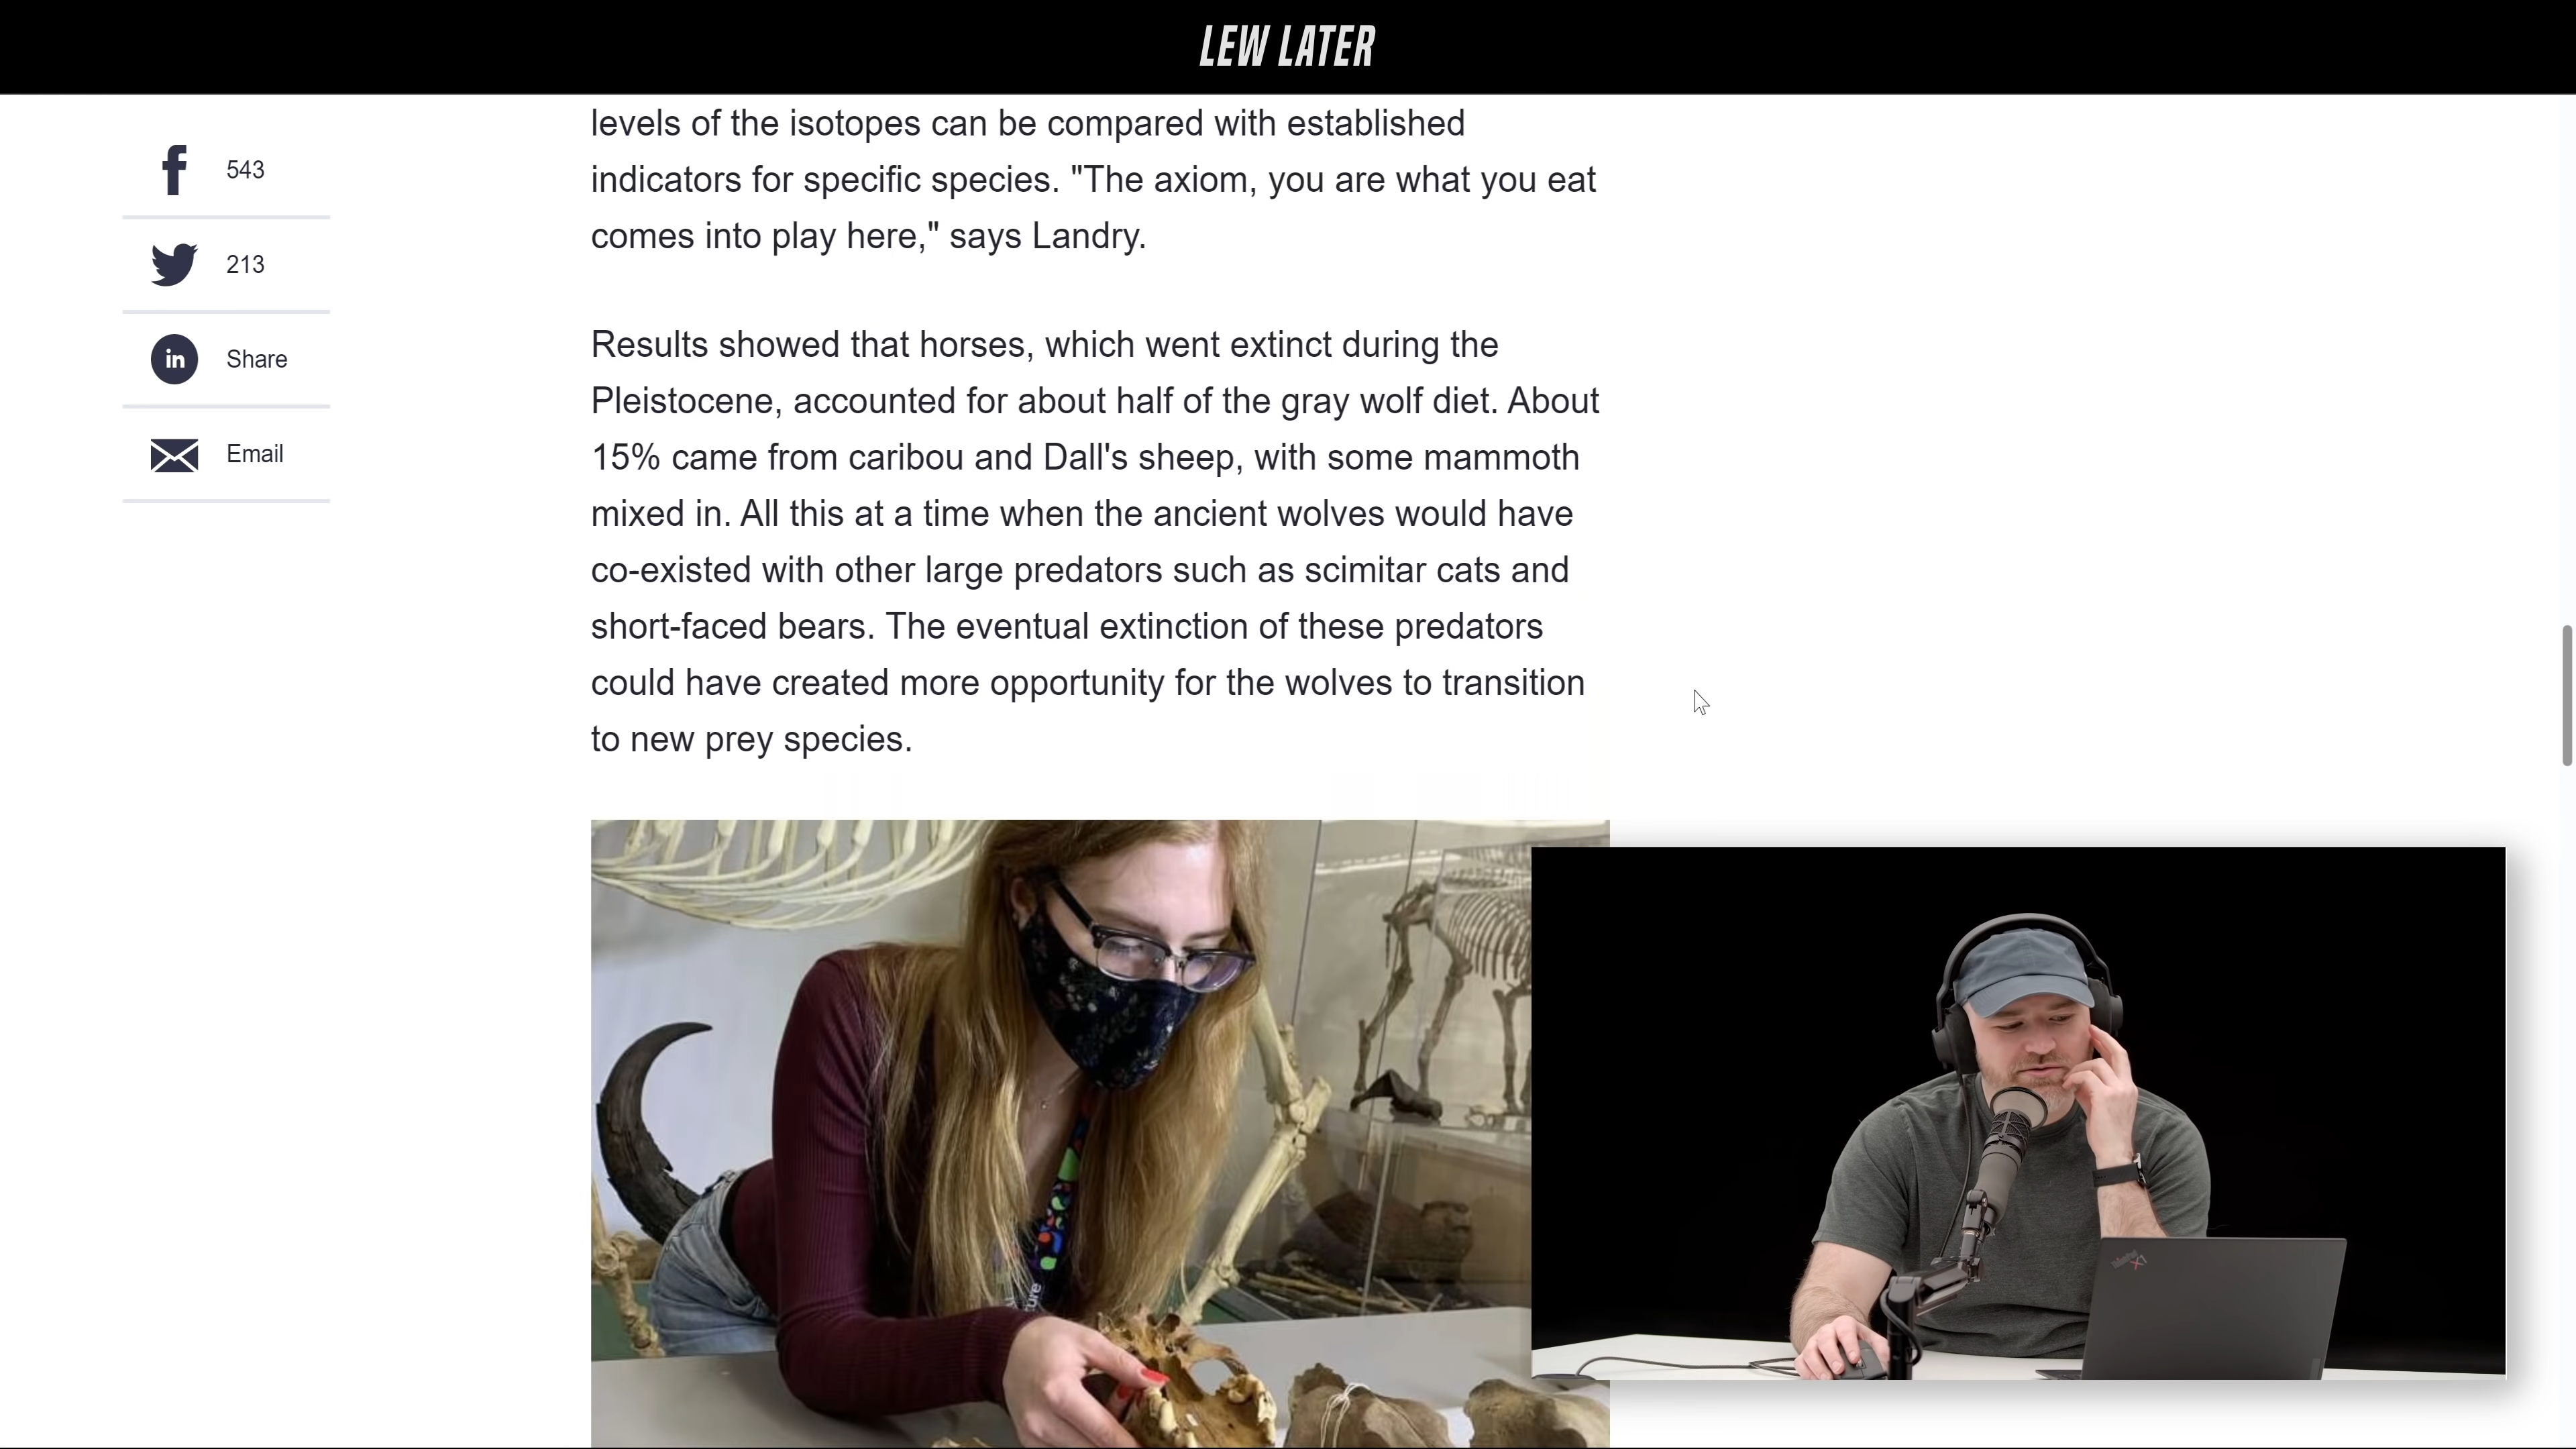 LEW LATER
543
213
in Share
Email
levels of the isotopes can be compared with established
indicators for specific species. "The axiom, you are what you eat
comes into play here," says Landry.
Results showed that horses, which went extinct during the
Pleistocene, accounted for about half of the gray wolf diet. About
15% came from caribou and Dall's sheep, with some mammoth
mixed in. All this at a time when the ancient wolves would have
co-existed with other large predators such as scimitar cats and
short-faced bears. The eventual extinction of these predators
could have created more opportunity for the wolves to transition
to new prey species.